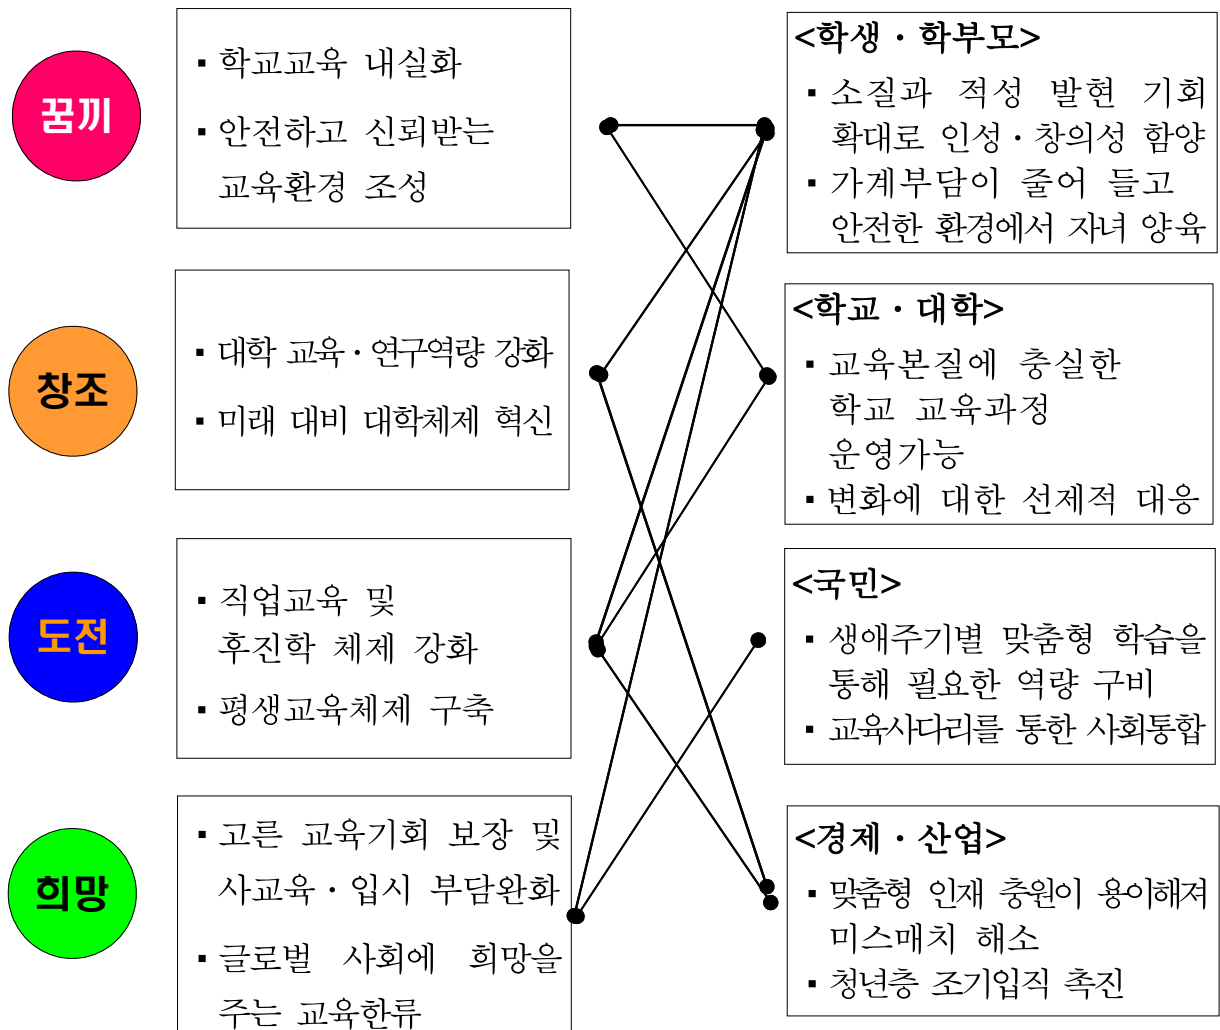 꿈끼
▪ 학교교육 내실화
▪ 안전하고 신뢰받는
교육환경 조성
<학생 · 학부모>
▪ 소질과 적성 발현 기회
확대로 인성·창의성 함양
▪ 가계부담이 줄어 들고
안전한 환경에서 자녀 양육
창조
▪ 대학 교육·연구역량 강화
▪ 미래 대비 대학체제 혁신
<학교 · 대학>
▪ 교육본질에 충실한
학교 교육과정
운영가능
▪ 변화에 대한 선제적 대응
도전
▪ 직업교육 및
후진학 체제 강화
▪ 평생교육체제 구축
<국민>
▪ 생애주기별 맞춤형 학습을
통해 필요한 역량 구비
▪ 교육사다리를 통한 사회통합
희망
▪ 고른 교육기회 보장 및
사교육·입시 부담완화
▪ 글로벌 사회에 희망을
주는 교육한류
<경제 · 산업>
▪ 맞춤형 인재 충원이 용이해져
미스매치 해소
▪ 청년층 조기입직 촉진